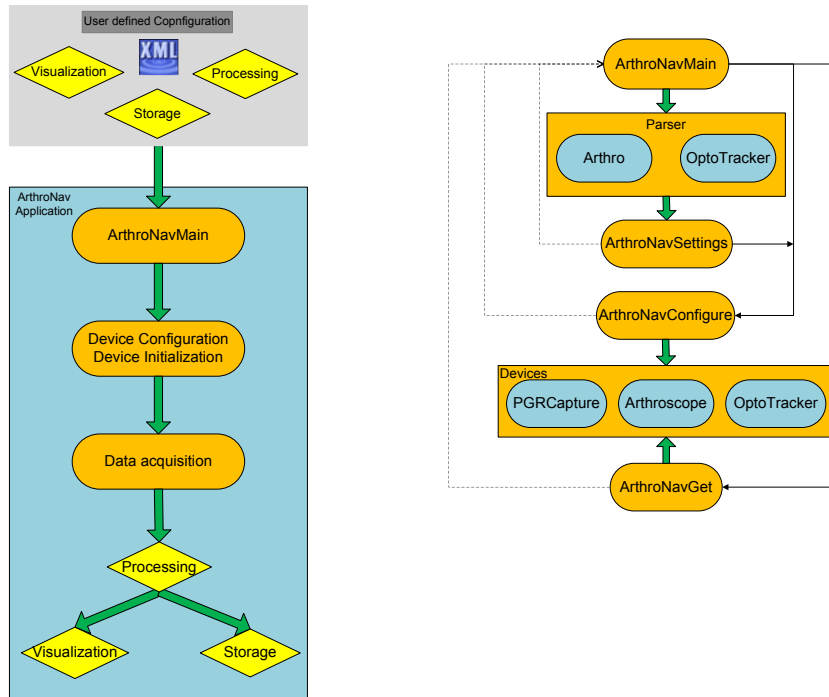 User defined Copnfiguration
XML
Visualization
Processing
Storage
ArthroNav
Application
ArthroNavMain
Device Configuration
Device Initialization
Data acquisition
Processing
Visualization
Storage
ArthroNavMain
Parser
Arthro
OptoTracker
ArthroNavSettings
ArthroNavConfigure
Devices
PGRCapture
Arthroscope
OptoTracker
ArthroNavGet